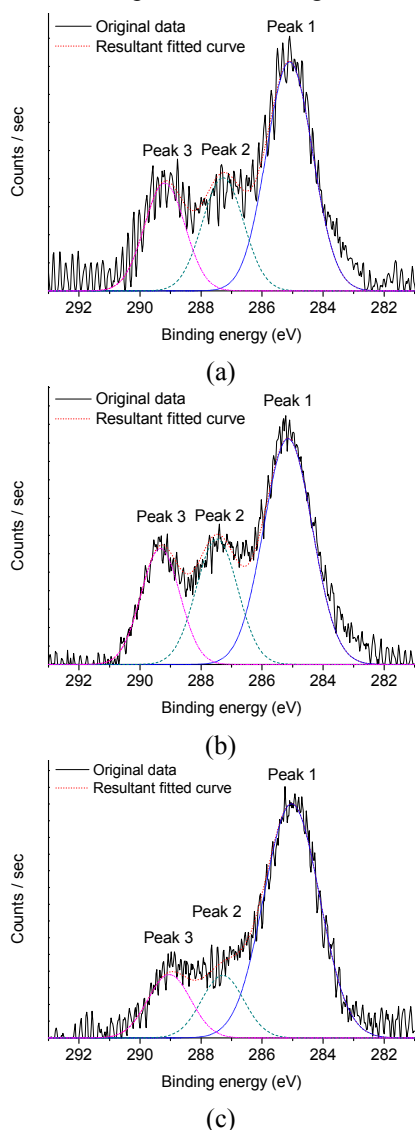 Original data
Resultant fitted curve
Peak 1
Peak 3
Peak 2
Counts / sec
292 290 288 286 284 282
Binding energy (eV)
(a)
Original data
Resultant fitted curve
Peak 1
Peak 3
Peak 2
Counts / sec
292 290 288 286 284 282
Binding energy (eV)
(b)
Original data
Resultant fitted curve
Peak 1
Peak 2
Peak 3
Counts / sec
292 290 288 286 284 282
Binding energy (eV)
(c)